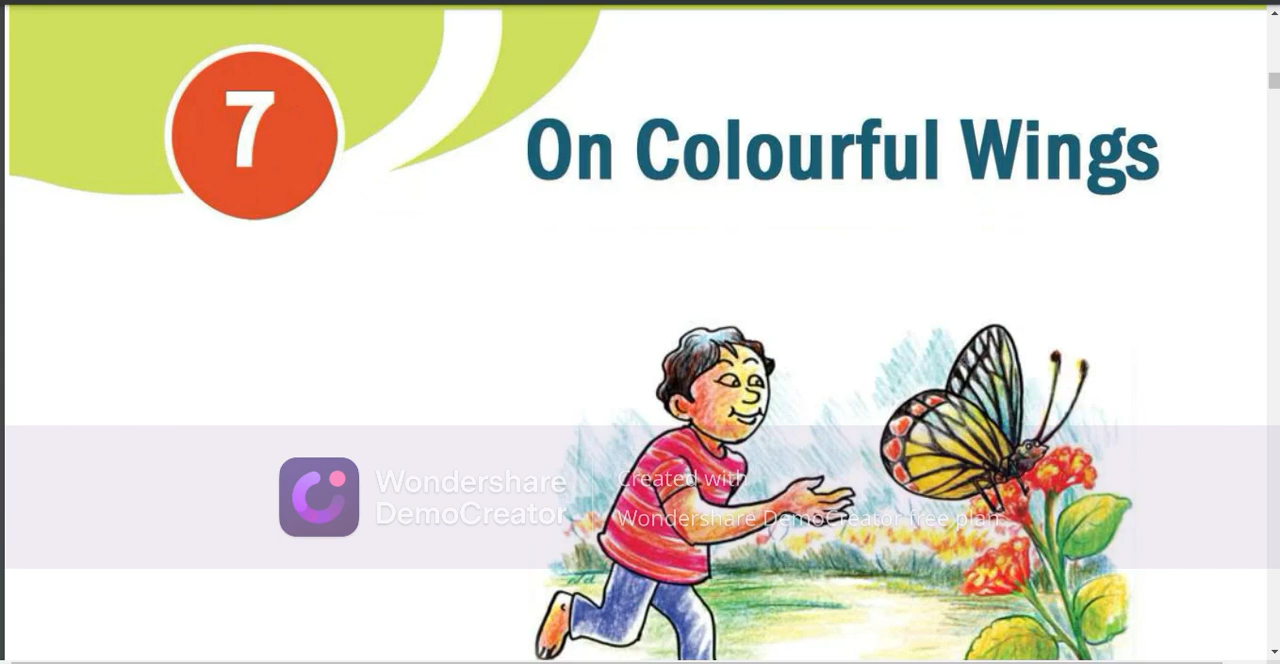 7
On Colourful Wings
Wondershare
DemoCreator
Created with
Wondershare DemoCreator free plan